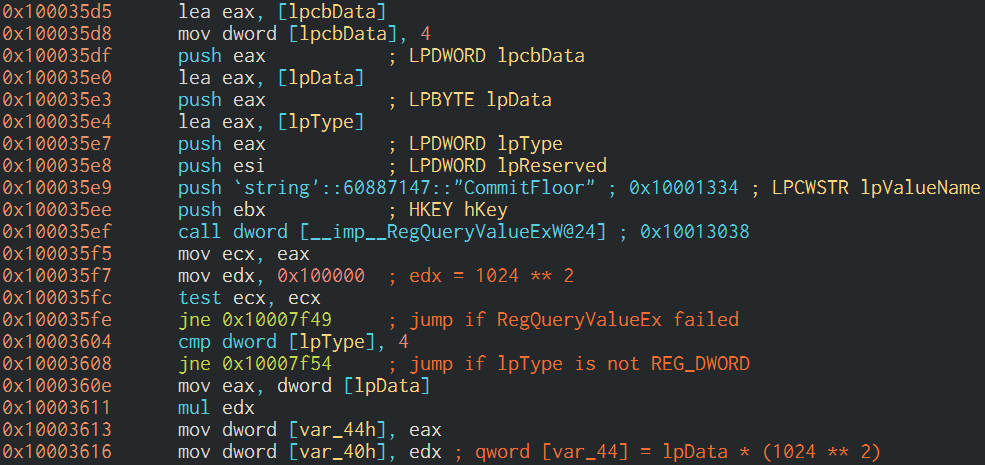 0x100035d5 lea eax, [lpcbData]
0x100035d8 mov dword [lpcbData], 4
0x100035df push eax ; LPDWORD lpcbData
0x100035e0 lea eax, [lpData]
0x100035e3 push eax ; LPBYTE lpData
0x100035e4 lea eax, [lpType]
0x100035e7 push eax ; LPDWORD lpType
0x100035e8 push esi ; LPDWORD lpReserved
0x100035e9 push `string'::60887147::"CommitFloor" ; 0x10001334 ; LPCWSTR lpValueName
0x100035ee push ebx ; HKEY hKey
0x100035ef call dword [__imp__RegQueryValueExW@24] ; 0x10013038
0x100035f5 mov ecx, eax
0x100035f7 mov edx, 0x100000 ; edx = 1024 ** 2
0x100035fc test ecx, ecx
0x100035fe jne 0x10007f49 ; jump if RegQueryValueEx failed
0x10003604 cmp dword [lpType], 4
0x10003608 jne 0x10007f54 ; jump if lpType is not REG_DWORD
0x1000360e mov eax, dword [lpData]
0x10003611 mul edx
0x10003613 mov dword [var_44h], eax
0x10003616 mov dword [var_40h], edx ; qword [var_44] = lpData * (1024 ** 2)